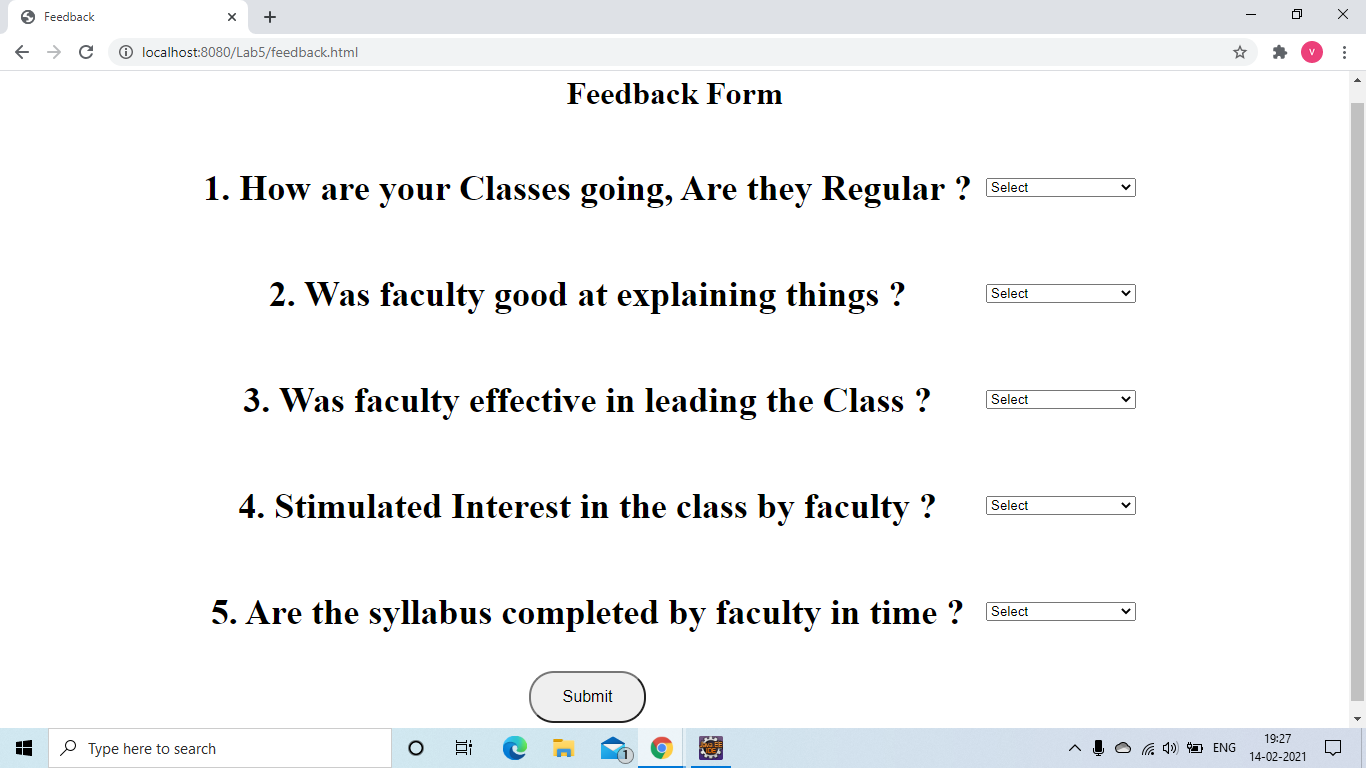 Feedback
localhost:8080/Lab5/feedback.html
V
Feedback Form
1. How are your Classes going, Are they Regular ? Select
2. Was faculty good at explaining things ? Select
3. Was faculty effective in leading the Class ? Select
4. Stimulated Interest in the class by faculty ? Select
5. Are the syllabus completed by faculty in time ? Select
Submit
Type here to search
1
ENG
19:27
14-02-2021